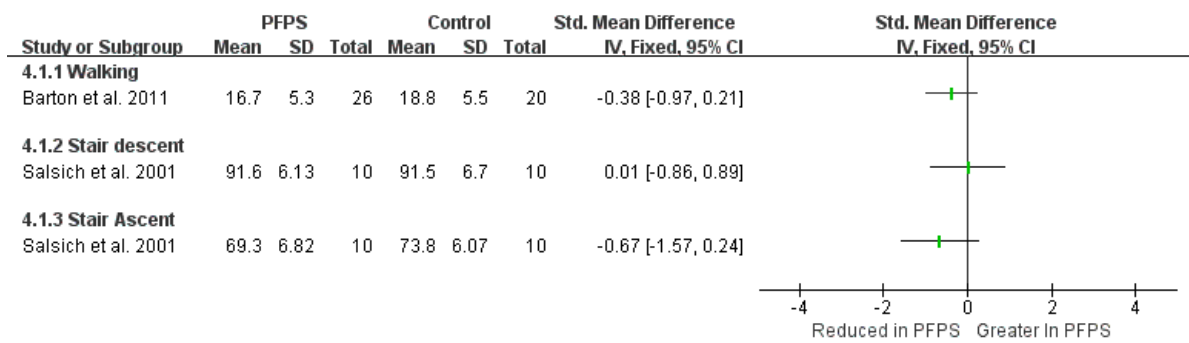 PFPS Control Std. Mean Difference Std. Mean Difference
Study or Subgroup Mean SD Total Mean SD Total IV, Fixed, 95% CI IV, Fixed, 95% CI
4.1.1 Walking
Barton et al. 2011 16.7 5.3 26 18.8 5.5 20 -0.38 [-0.97, 0.21]
4.1.2 Stair descent
Salsich et al. 2001 91.6 6.13 10 91.5 6.7 10 0.01 [-0.86, 0.89]
4.1.3 Stair Ascent
Salsich et al. 2001 69.3 6.82 10 73.8 6.07 10 -0.67 [-1.57, 0.24]
-4 -2 0 2 4
Reduced in PFPS Greater In PFPS